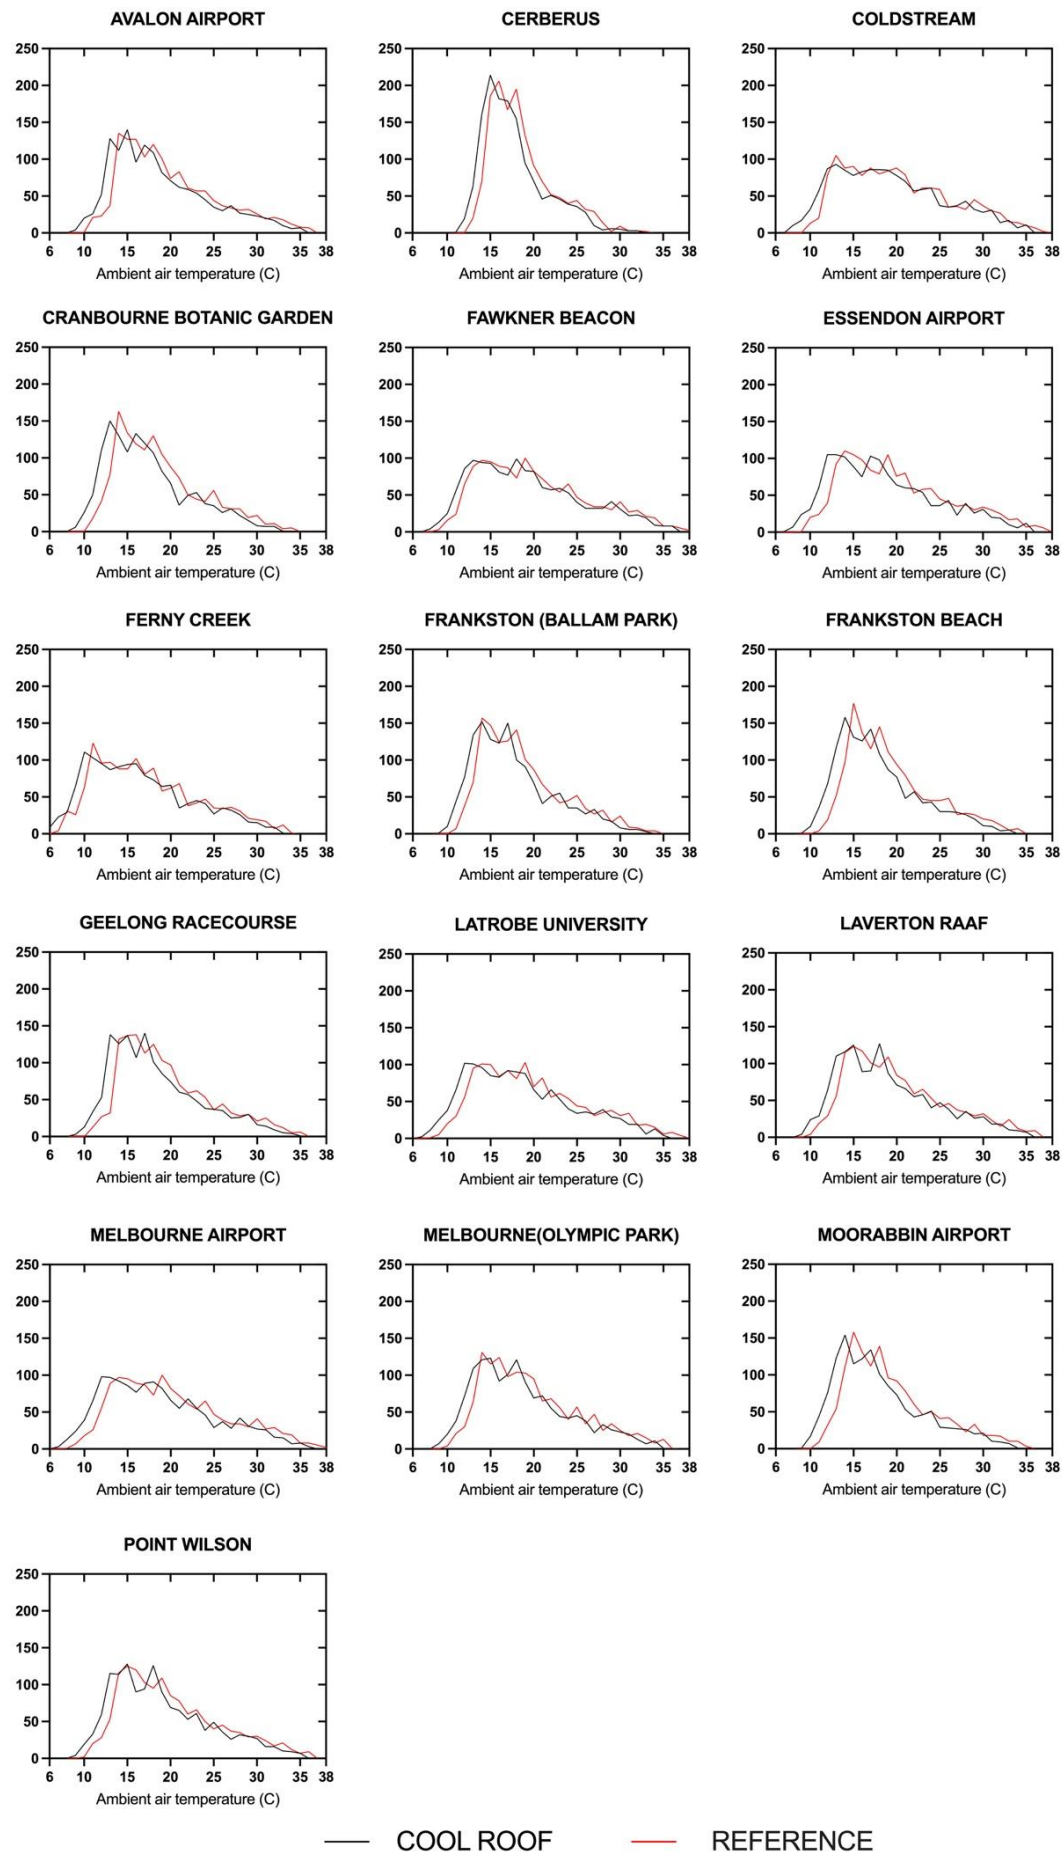 AVALON AIRPORT CERBERUS COLDSTREAM
250 250 250
200 200 200
150 150 150
100 100 100
50 50 50
0 0 0
6 10 15 20 25 30 35 38 6 10 15 20 25 30 35 38 6 10 15 20 25 30 35 38
Ambient air temperature (C) Ambient air temperature (C) Ambient air temperature (C)
CRANBOURNE BOTANIC GARDEN FAWKNER BEACON ESSENDON AIRPORT
250 250 250
200 200 200
150 150 150
100 100 100
50 50 50
0 0 0
6 10 15 20 25 30 35 38 6 10 15 20 25 30 35 38 6 10 15 20 25 30 35 38
Ambient air temperature (C) Ambient air temperature (C) Ambient air temperature (C)
FERNY CREEK FRANKSTON (BALLAM PARK) FRANKSTON BEACH
250 250 250
200 200 200
150 150 150
100 100 100
50 50 50
0 0 0
6 10 15 20 25 30 35 38 6 10 15 20 25 30 35 38 6 10 15 20 25 30 35 38
Ambient air temperature (C) Ambient air temperature (C) Ambient air temperature (C)
GEELONG RACECOURSE LATROBE UNIVERSITY LAVERTON RAAF
250 250 250
200 200 200
150 150 150
100 100 100
50 50 50
0 0 0
6 10 15 20 25 30 35 38 6 10 15 20 25 30 35 38 6 10 15 20 25 30 35 38
Ambient air temperature (C) Ambient air temperature (C) Ambient air temperature (C)
MELBOURNE AIRPORT MELBOURNE(OLYMPIC PARK) MOORABBIN AIRPORT
250 250 250
200 200 200
150 150 150
100 100 100
50 50 50
0 0 0
6 10 15 20 25 30 35 38 6 10 15 20 25 30 35 38 6 10 15 20 25 30 35 38
Ambient air temperature (C) Ambient air temperature (C) Ambient air temperature (C)
POINT WILSON
250
200
150
100
50
0
6 10 15 20 25 30 35 38
Ambient air temperature (C)
COOL ROOF REFERENCE